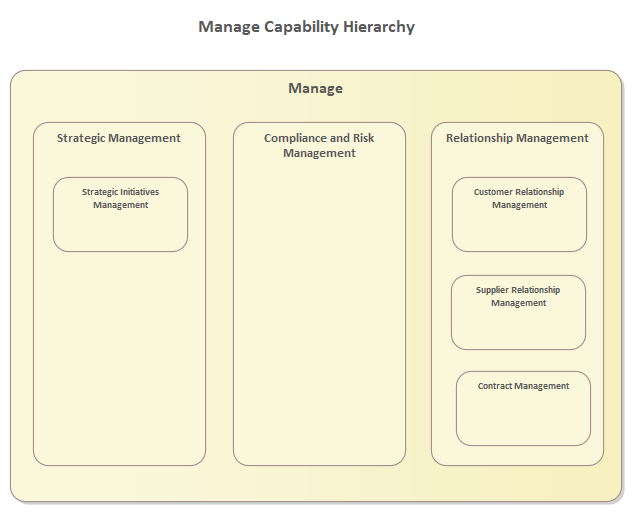 Manage Capability Hierarchy
Manage
Strategic Management
Strategic Initiatives
Management
Compliance and Risk
Management
Relationship Management
Customer Relationship
Management
Supplier Relationship
Management
Contract Management